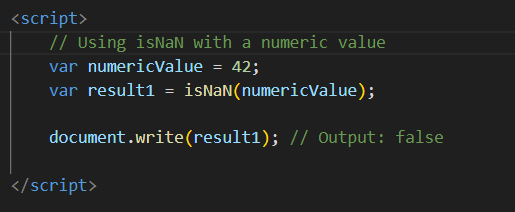 <script>
// Using isNaN with a numeric value
var numericValue = 42;
var result1 = isNaN(numericValue);
document.write(result1); // Output: false
</script>